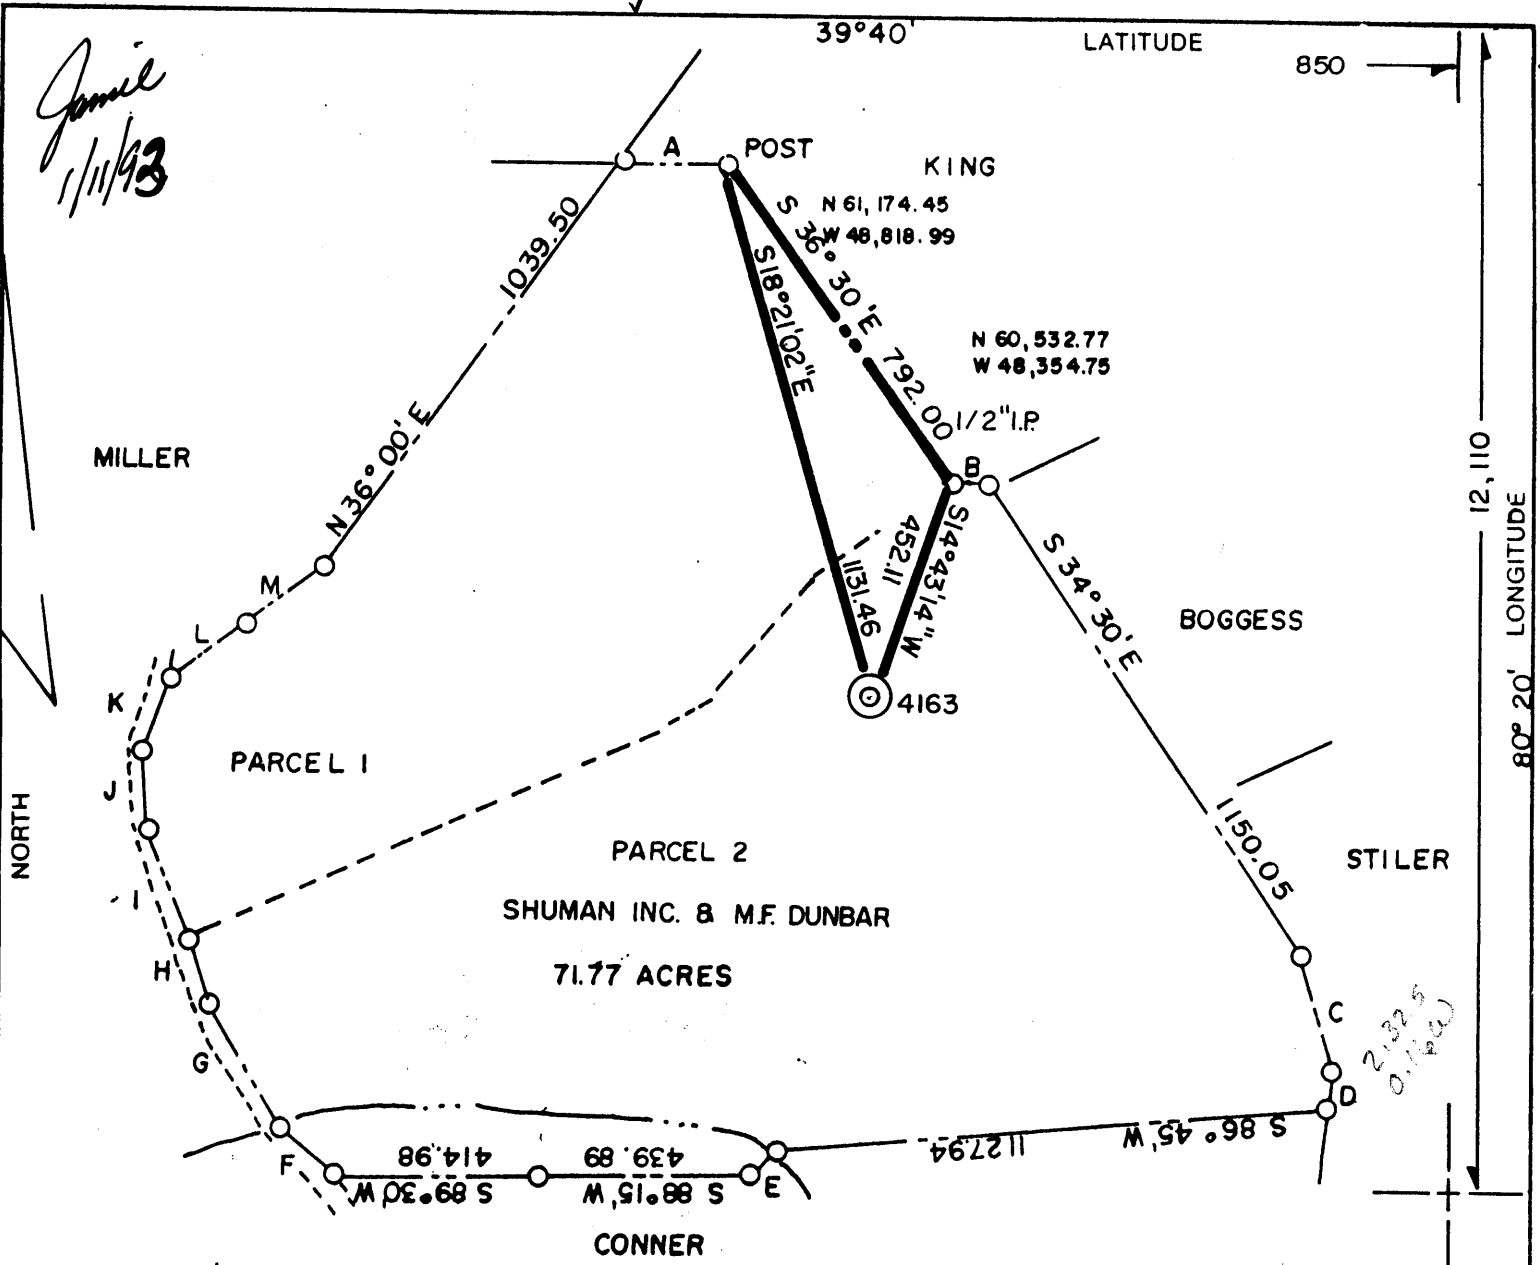 39°40'
LATITUDE
850
Jamie
1/11/93
A
POST
KING
N 61,174.45
W 48,818.99
S 36°30'E 792.00
S18°21'02"E
1131.46
1039.50
N36°00'E
N 60,532.77
W 48,354.75
1/2" I.P.
B
MILLER
12,110
80° 20' LONGITUDE
S14°43'14"W
452.11
S 34°30'E
1150.05
BOGGESS
M
L
K
4163
PARCEL 1
J
NORTH
PARCEL 2
STILER
I
SHUMAN INC. & M.F. DUNBAR
H
71.77 ACRES
C
G
D
S 86°45'W
1127.94
F
414.98
S 89°30'W
439.89
S 88°15'W
E
CONNER